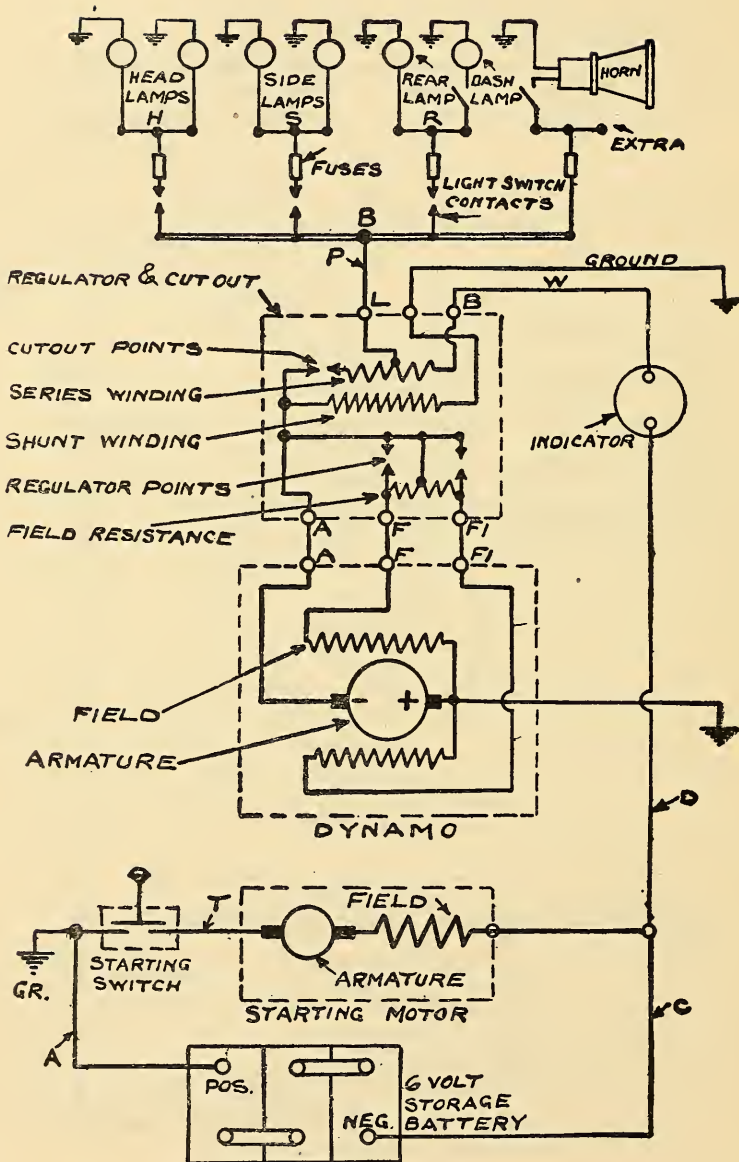 HEAD
LAMPS
H
SIDE
LAMPS
S
REAR
LAMP
R
DASH
LAMP
HORN
EXTRA
FUSES
LIGHT SWITCH
CONTACTS
B
P
GROUND
REGULATOR & CUTOUT
L
B
W
CUTOUT POINTS
SERIES WINDING
SHUNT WINDING
INDICATOR
REGULATOR POINTS
FIELD RESISTANCE
A
F
F1
A
F
F1
FIELD
- +
ARMATURE
DYNAMO
D
T
FIELD
STARTING
SWITCH
GR.
ARMATURE
STARTING MOTOR
C
A
POS.
6 VOLT
STORAGE
BATTERY
NEG.